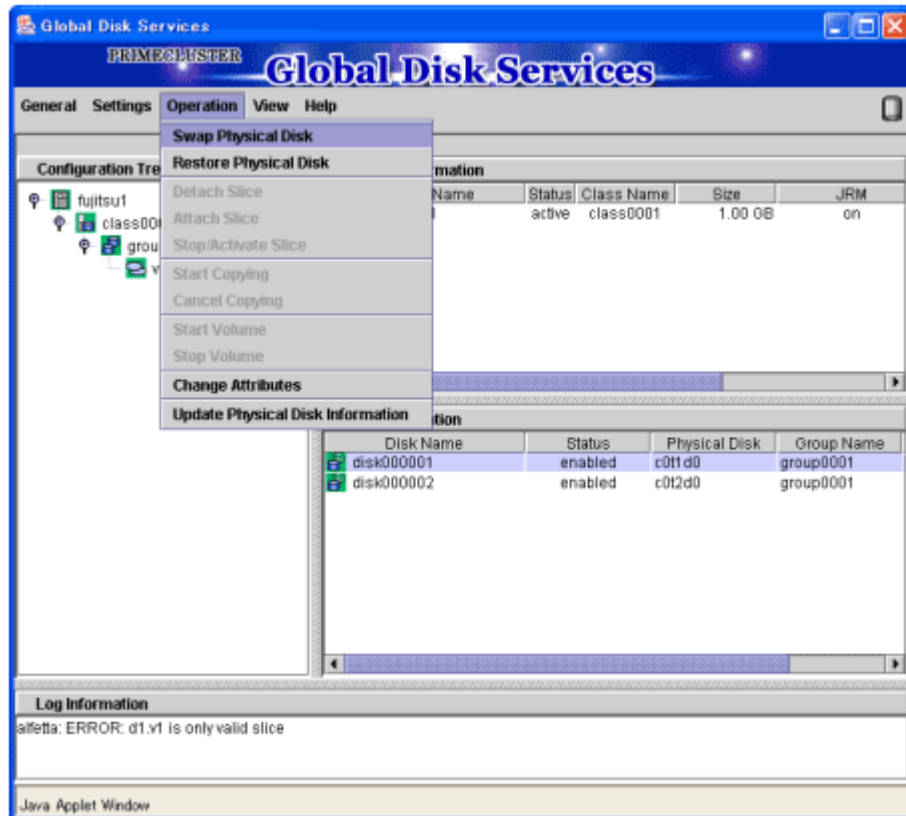 Global Disk Services
PRIMECLUSTER
Global Disk Services
General Settings Operation View Help
Swap Physical Disk
Restore Physical Disk
Detach Slice
Attach Slice
Stop/Activate Slice
Start Copying
Cancel Copying
Start Volume
Stop Volume
Change Attributes
Update Physical Disk Information
Configuration Tre
fujitsu1
class00
grou
v
mation
Name Status Class Name Size JRM
active class0001 1.00 GB on
tion
Disk Name Status Physical Disk Group Name
disk000001 enabled c0t1d0 group0001
disk000002 enabled c0t2d0 group0001
Log Information
alfetta: ERROR: d1.v1 is only valid slice
Java Applet Window